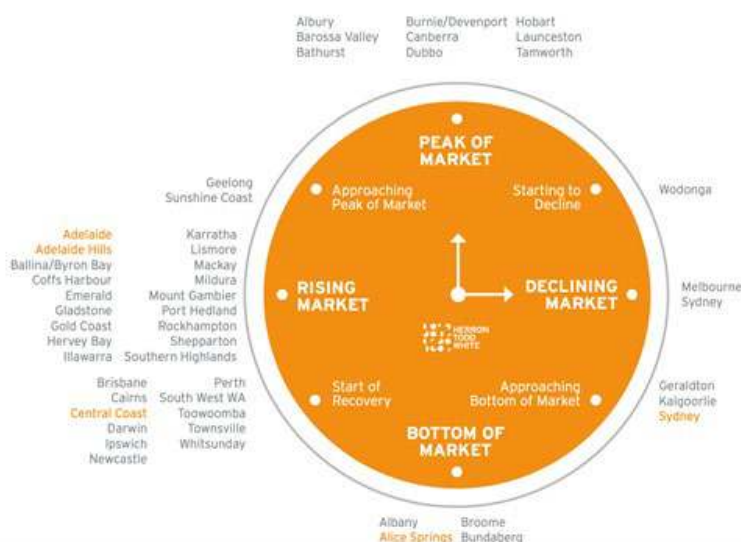 Albury
Barossa Valley
Bathurst
Burnie/Devenport
Canberra
Dubbo
Hobart
Launceston
Tamworth
PEAK OF
MARKET
Geelong
Sunshine Coast
Approaching
Peak of Market
Starting to
Decline
Wodonga
Adelaide
Adelaide Hills
Ballina/Byron Bay
Coffs Harbour
Emerald
Gladstone
Gold Coast
Hervey Bay
Illawarra
Karratha
Lismore
Mackay
Mildura
Mount Gambier
Port Hedland
Rockhampton
Shepparton
Southern Highlands
RISING
MARKET
DECLINING
MARKET
Melbourne
Sydney
HERRON
TODD
WHITE
Brisbane
Cairns
Central Coast
Darwin
Ipswich
Newcastle
Perth
South West WA
Toowoomba
Townsville
Whitsunday
Start of
Recovery
Approaching
Bottom of Market
Geraldton
Kalgoorlie
Sydney
BOTTOM OF
MARKET
Albany
Alice Springs
Broome
Bundaberg